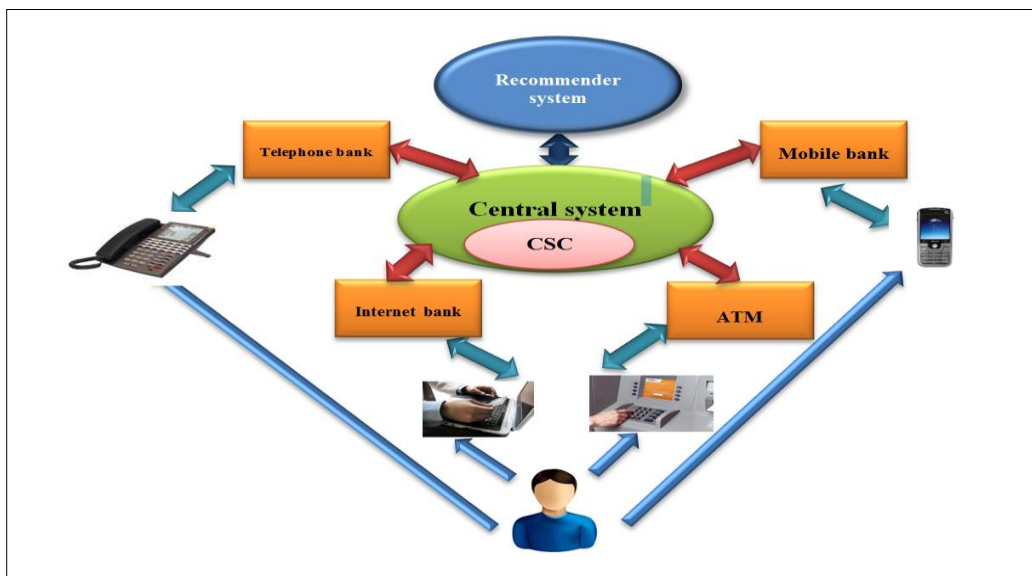 Recommender
system
Telephone bank
Mobile bank
Central system
CSC
Internet bank
ATM